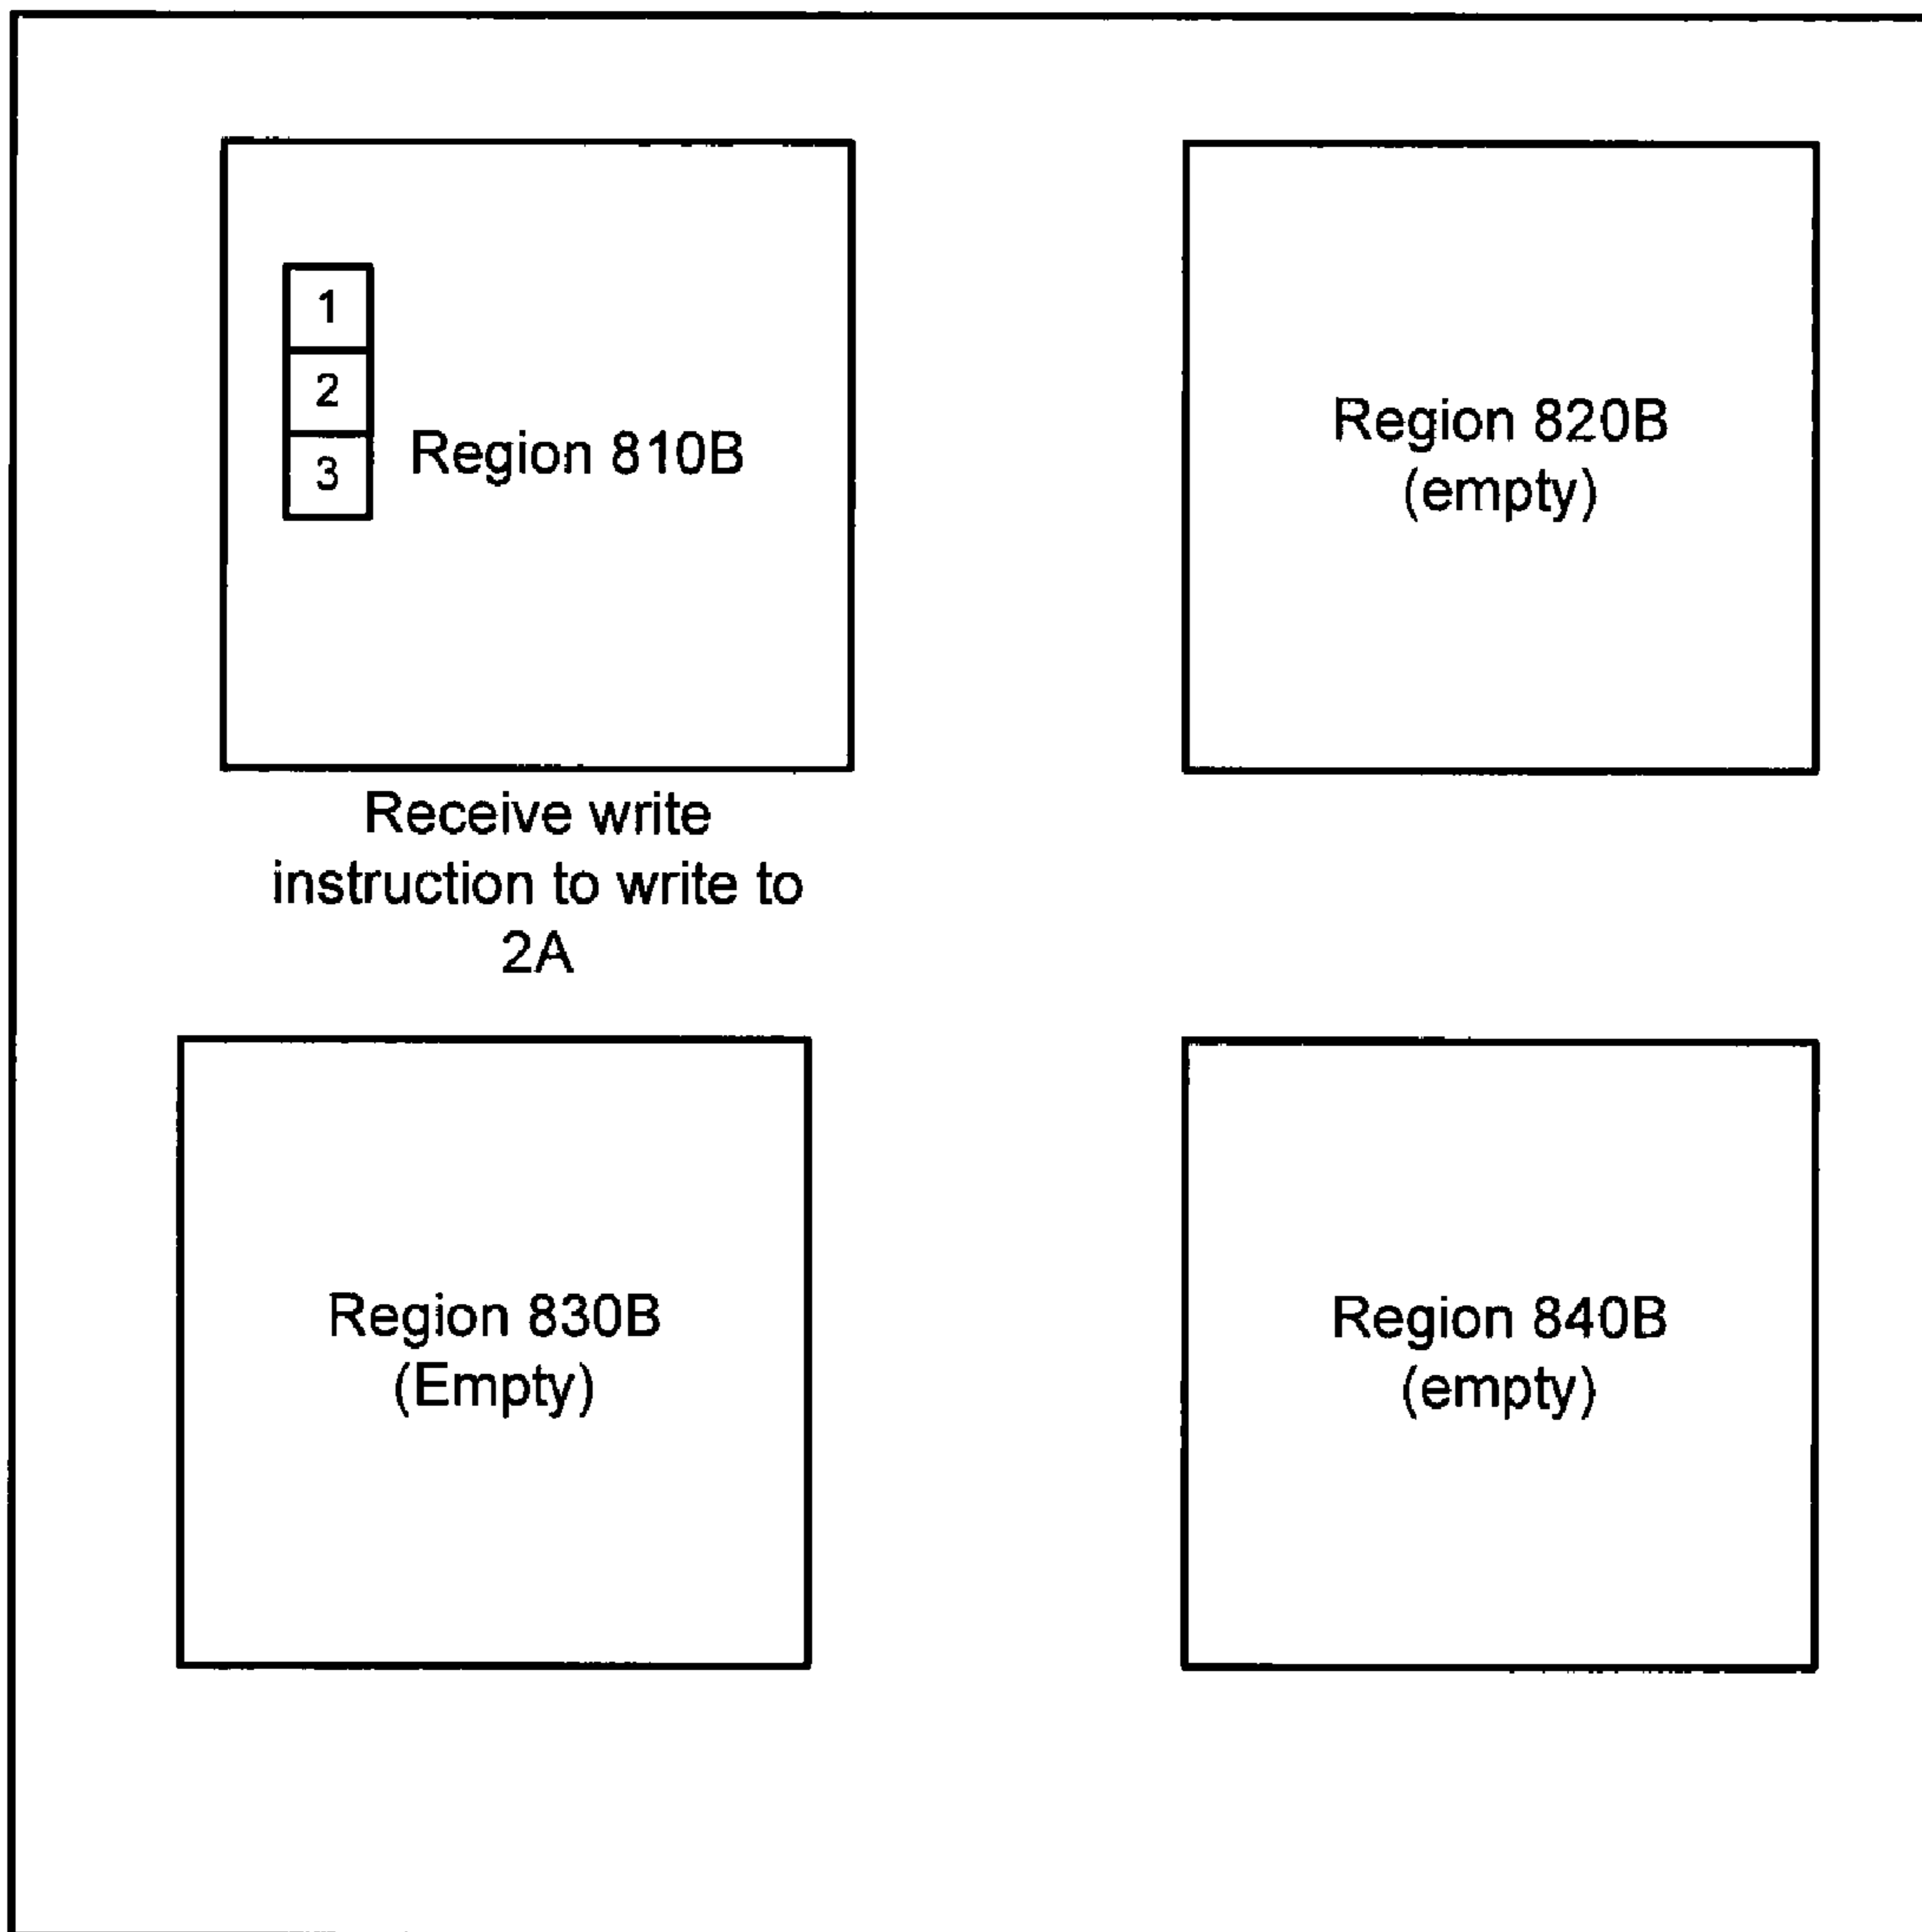 1
2
3
Region 810B
Region 820B
(empty)
Receive write
instruction to write to
2A
Region 830B
(Empty)
Region 840B
(empty)